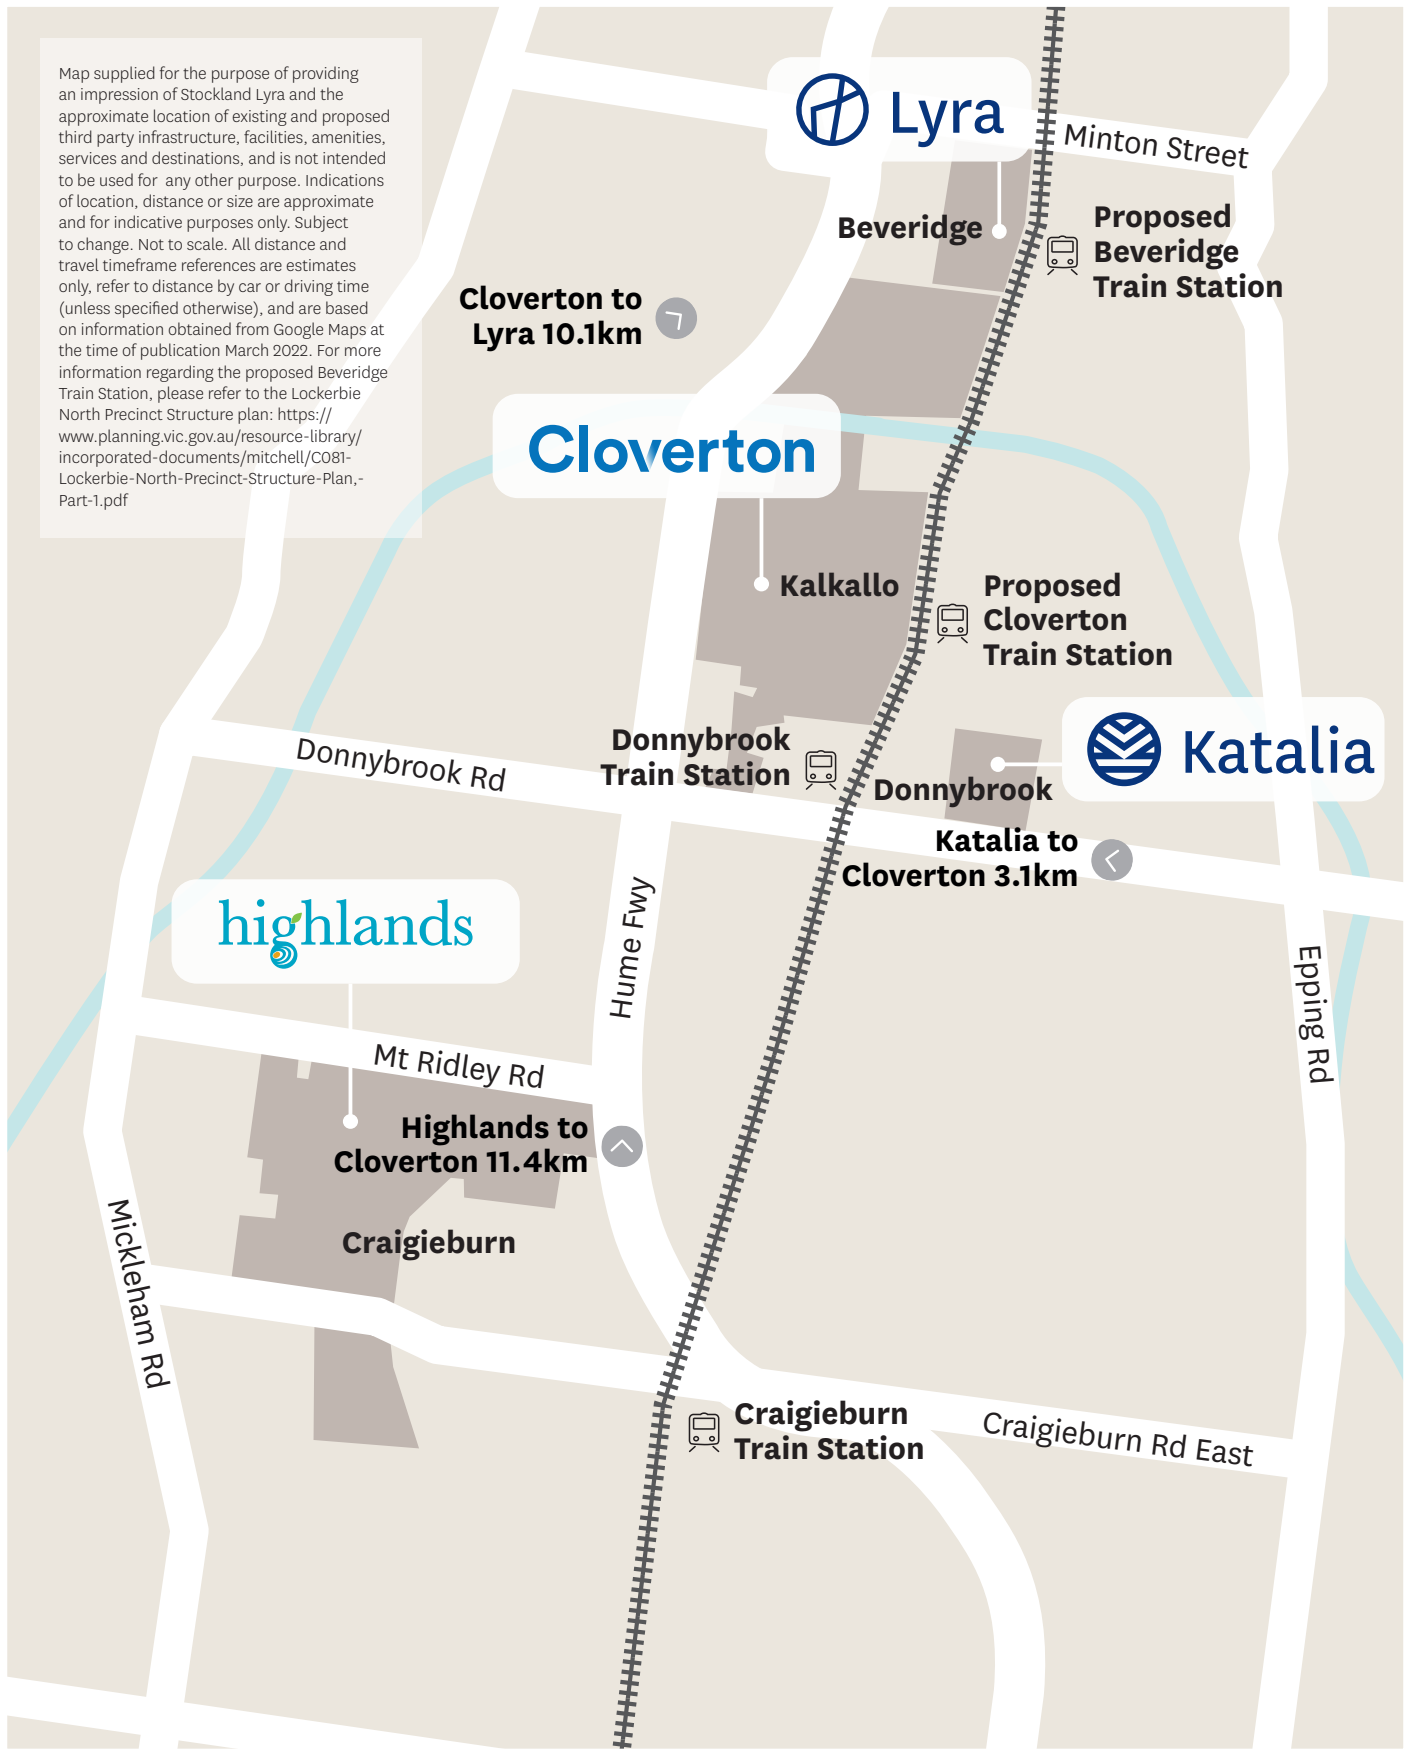 Map supplied for the purpose of providing
an impression of Stockland Lyra and the
approximate location of existing and proposed
third party infrastructure, facilities, amenities,
services and destinations, and is not intended
to be used for any other purpose. Indications
of location, distance or size are approximate
and for indicative purposes only. Subject
to change. Not to scale. All distance and
travel timeframe references are estimates
only, refer to distance by car or driving time
(unless specified otherwise), and are based
on information obtained from Google Maps at
the time of publication March 2022. For more
information regarding the proposed Beveridge
Train Station, please refer to the Lockerbie
North Precinct Structure plan: https://
www.planning.vic.gov.au/resource-library/
incorporated-documents/mitchell/C081-
Lockerbie-North-Precinct-Structure-Plan,-
Part-1.pdf
Lyra
Minton Street
Beveridge
Proposed
Beveridge
Train Station
Cloverton to
Lyra 10.1km
Cloverton
Kalkallo
Proposed
Cloverton
Train Station
Donnybrook Rd
Donnybrook
Train Station
Katalia
Donnybrook
Katalia to
Cloverton 3.1km
highlands
Hume Fwy
Epping Rd
Mt Ridley Rd
Highlands to
Cloverton 11.4km
Craigieburn
Mickleham Rd
Craigieburn
Train Station
Craigieburn Rd East